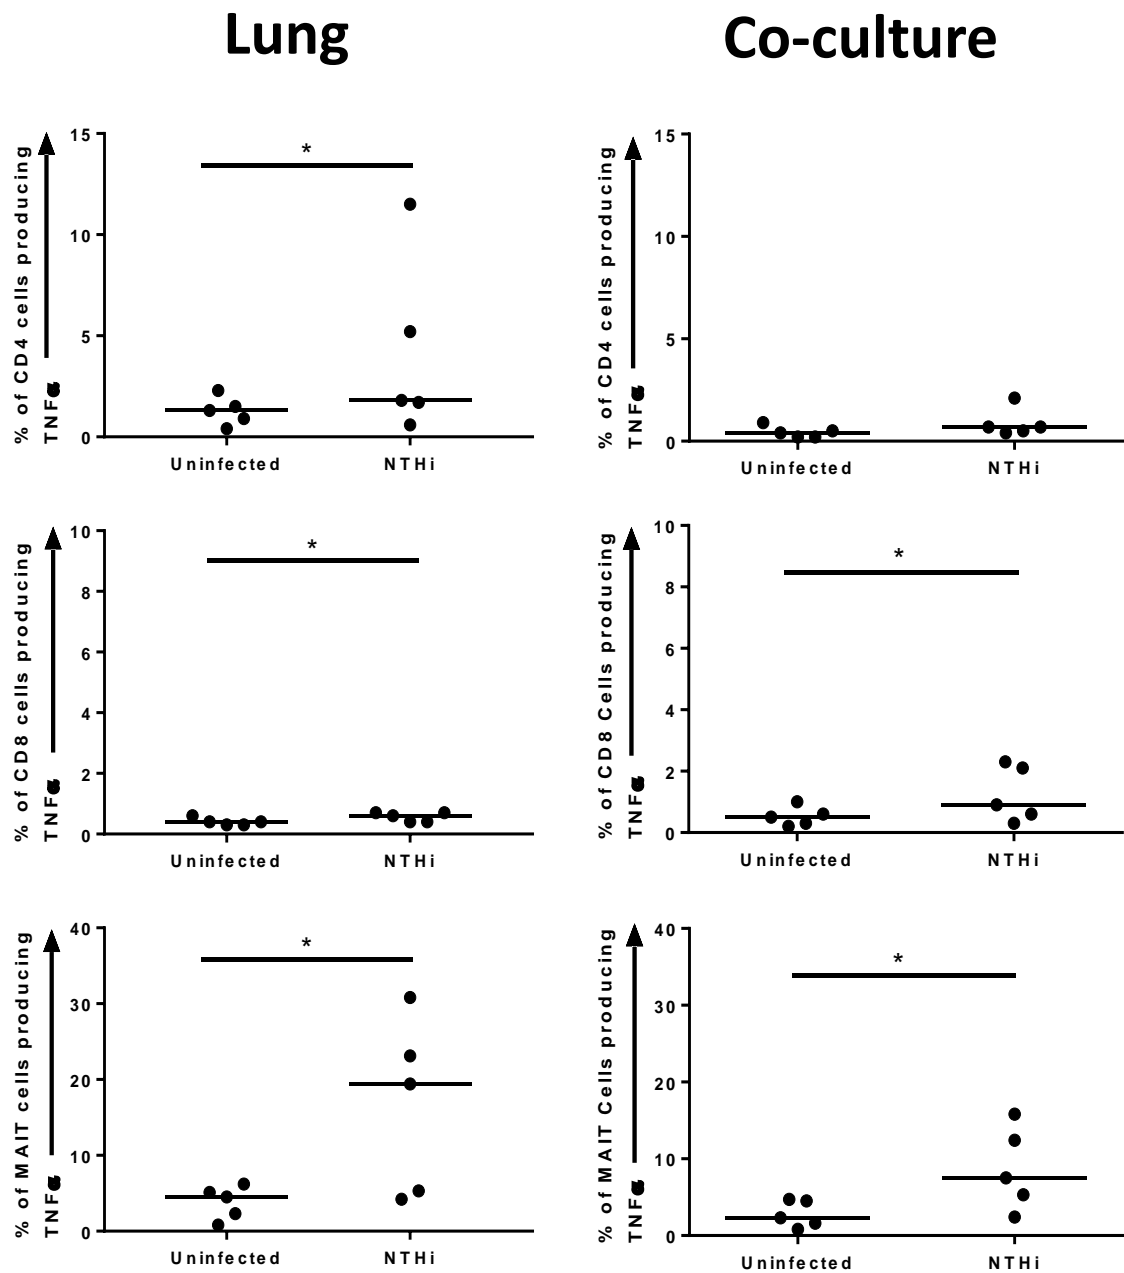 Lung
Co-culture
% of CD4 cells producing
TNFα
15
10
5
0
*
Uninfected
NTHi
% of CD4 cells producing
TNFα
15
10
5
0
Uninfected
NTHi
% of CD8 cells producing
TNFα
10
8
6
4
2
0
*
Uninfected
NTHi
% of CD8 Cells producing
TNFα
10
8
6
4
2
0
*
Uninfected
NTHi
% of MAIT cells producing
TNFα
40
30
20
10
0
*
Uninfected
NTHi
% of MAIT Cells producing
TNFα
40
30
20
10
0
*
Uninfected
NTHi